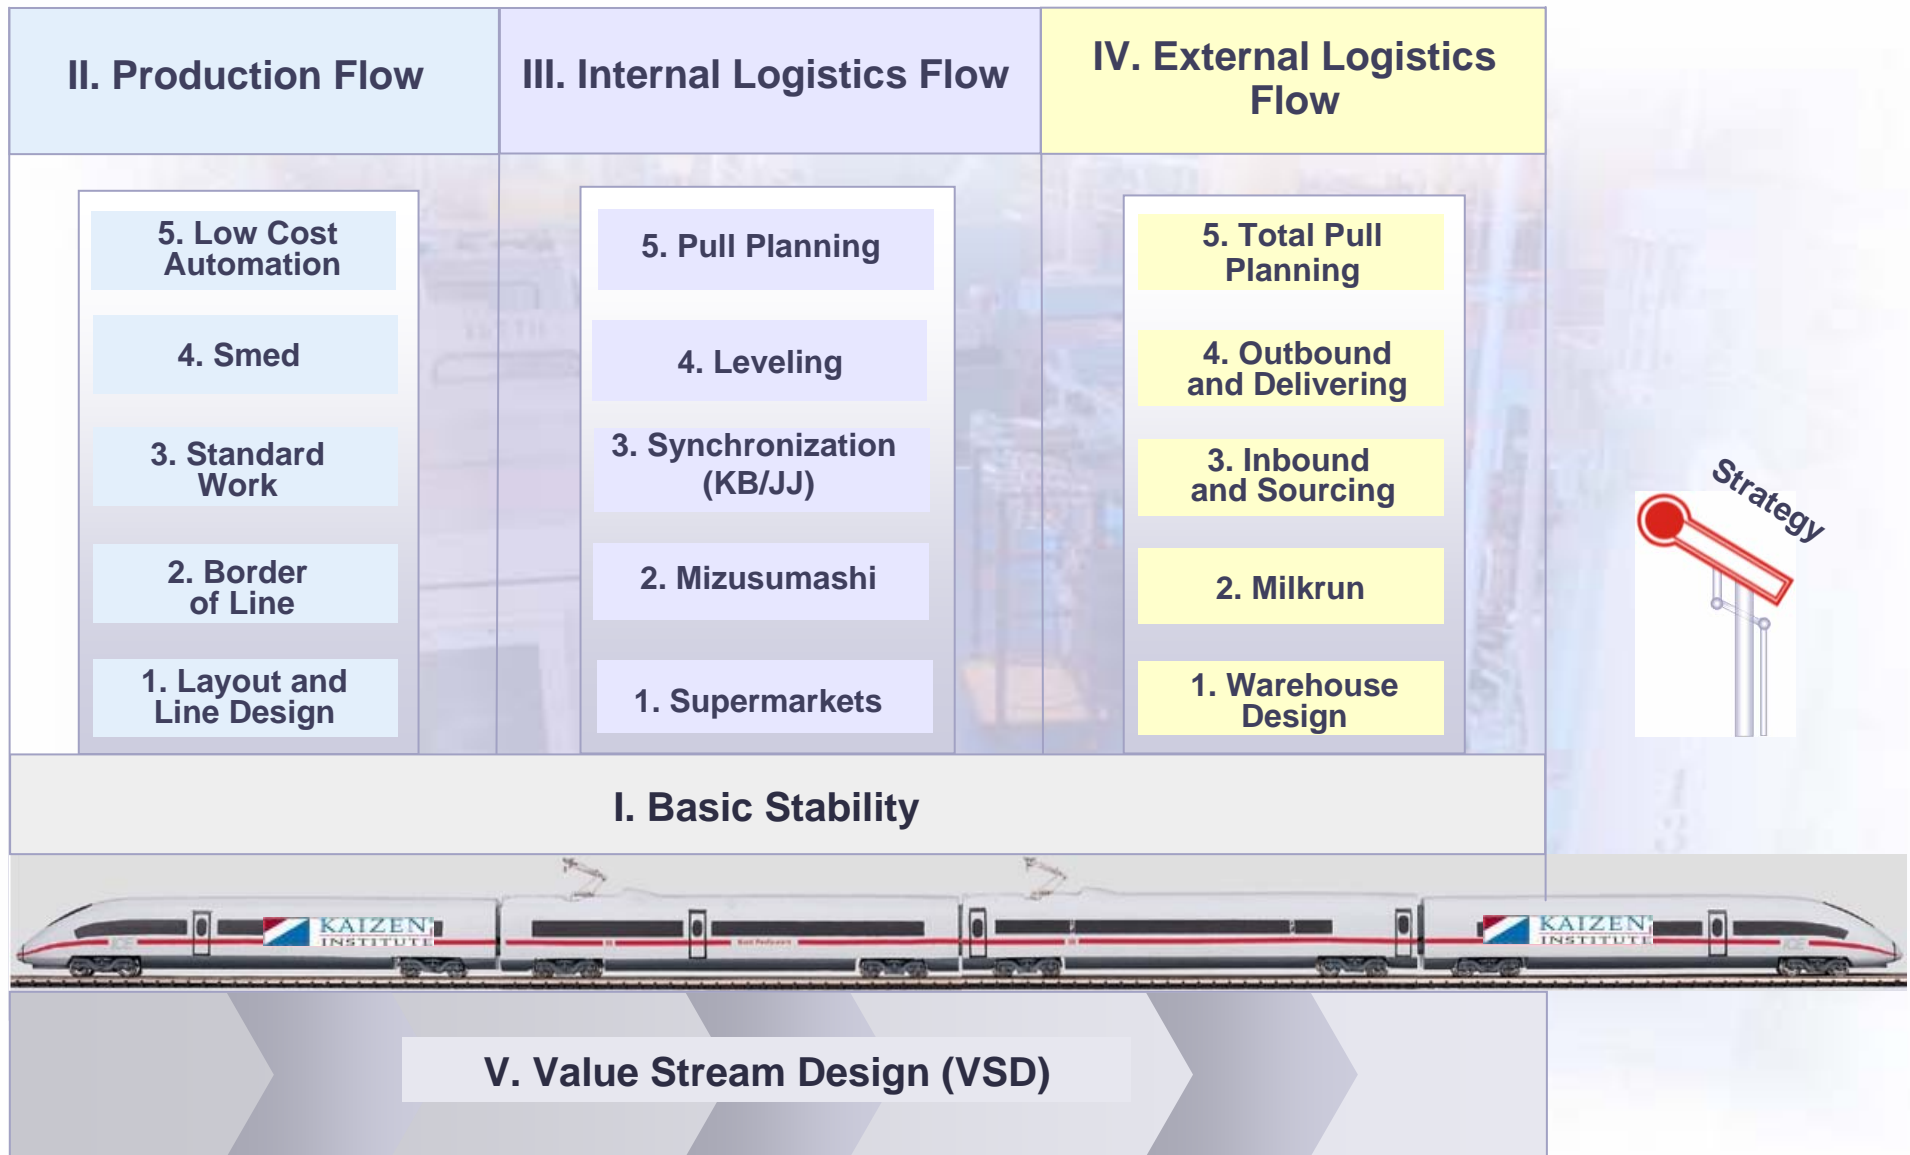 II. Production Flow
III. Internal Logistics Flow
IV. External Logistics
Flow
5. Low Cost
Automation
4. Smed
3. Standard
Work
2. Border
of Line
1. Layout and
Line Design
5. Pull Planning
4. Leveling
3. Synchronization
(KB/JJ)
2. Mizusumashi
1. Supermarkets
5. Total Pull
Planning
4. Outbound
and Delivering
3. Inbound
and Sourcing
2. Milkrun
1. Warehouse
Design
Strategy
I. Basic Stability
ICE
KAIZEN
INSTITUTE
KAIZEN
INSTITUTE
ICE
V. Value Stream Design (VSD)